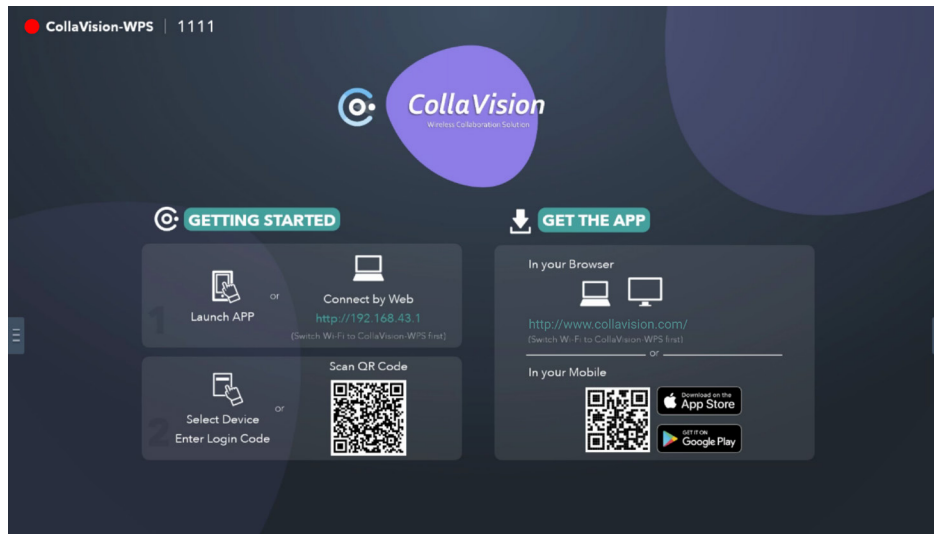 CollaVision-WPS | 1111
CollaVision
Wireless Collaboration Solution
GETTING STARTED
1
Launch APP
or
Connect by Web
http://192.168.43.1
(Switch Wi-Fi to CollaVision-WPS first)
2
Select Device
Enter Login Code
or
Scan QR Code
GET THE APP
In your Browser
http://www.collavision.com/
(Switch Wi-Fi to CollaVision-WPS first)
or
In your Mobile
Download on the
App Store
GET IT ON
Google Play